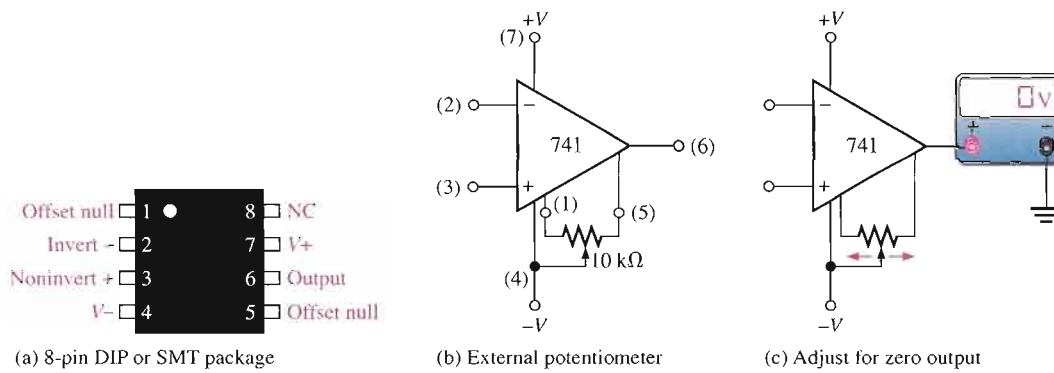 Offset null 1 8 NC
Invert – 2 7 V+
Noninvert + 3 6 Output
V– 4 5 Offset null
(a) 8-pin DIP or SMT package
+V
(7)
(2) –
741
(6)
(3) +
(1) (5)
10 kΩ
(4)
–V
(b) External potentiometer
+V
–
741
+
–V
0 V
+ –
(c) Adjust for zero output